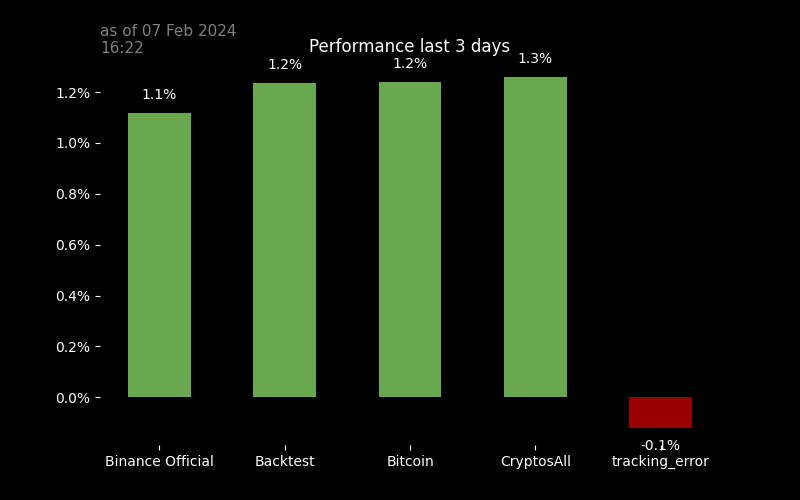 as of 07 Feb 2024
16:22
Performance last 3 days
1.1%
1.2%
1.2%
1.3%
-0.1%
1.2%
1.0%
0.8%
0.6%
0.4%
0.2%
0.0%
Binance Official
Backtest
Bitcoin
CryptosAll
tracking_error